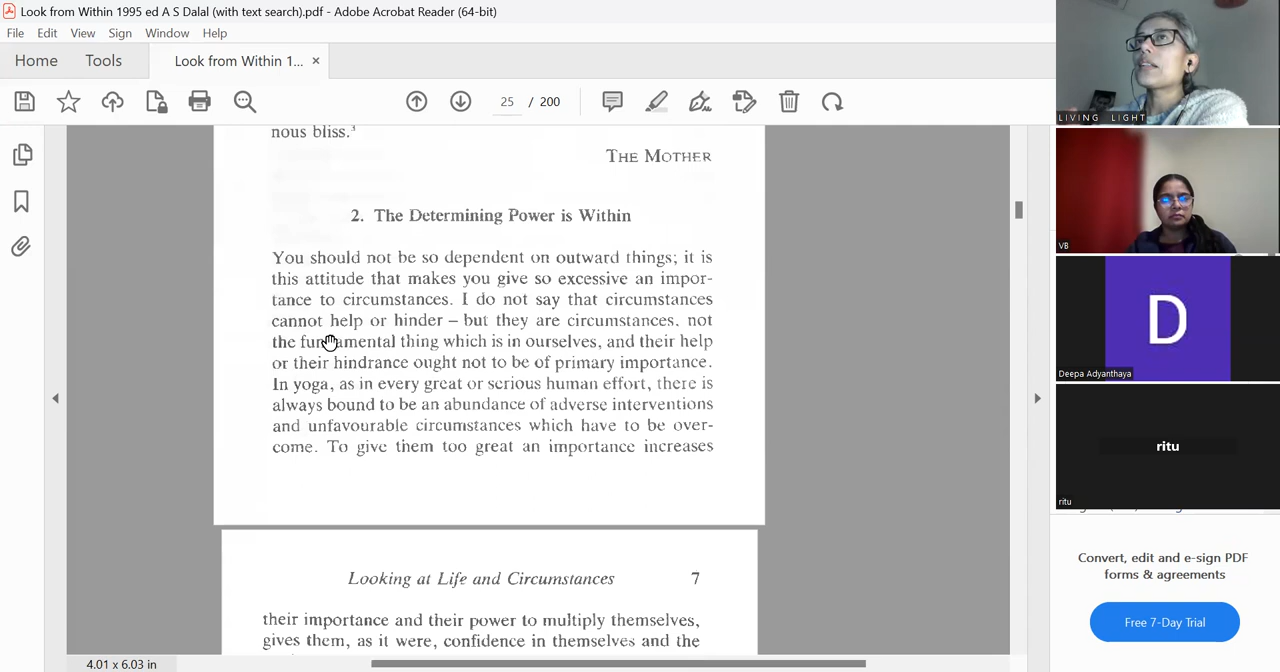 Look from Within 1995 ed A S Dalal (with text search).pdf - Adobe Acrobat Reader (64-bit)
File Edit View Sign Window Help
Home Tools Look from Within 1... ×
25 / 200
nous bliss.³
THE MOTHER
2. The Determining Power is Within
You should not be so dependent on outward things; it is
this attitude that makes you give so excessive an impor-
tance to circumstances. I do not say that circumstances
cannot help or hinder – but they are circumstances, not
the fundamental thing which is in ourselves, and their help
or their hindrance ought not to be of primary importance.
In yoga, as in every great or serious human effort, there is
always bound to be an abundance of adverse interventions
and unfavourable circumstances which have to be over-
come. To give them too great an importance increases
Looking at Life and Circumstances 7
their importance and their power to multiply themselves,
gives them, as it were, confidence in themselves and the
4.01 x 6.03 in
LIVING LIGHT
VB
D
Deepa Adyanthaya
ritu
ritu
Convert, edit and e-sign PDF
forms & agreements
Free 7-Day Trial